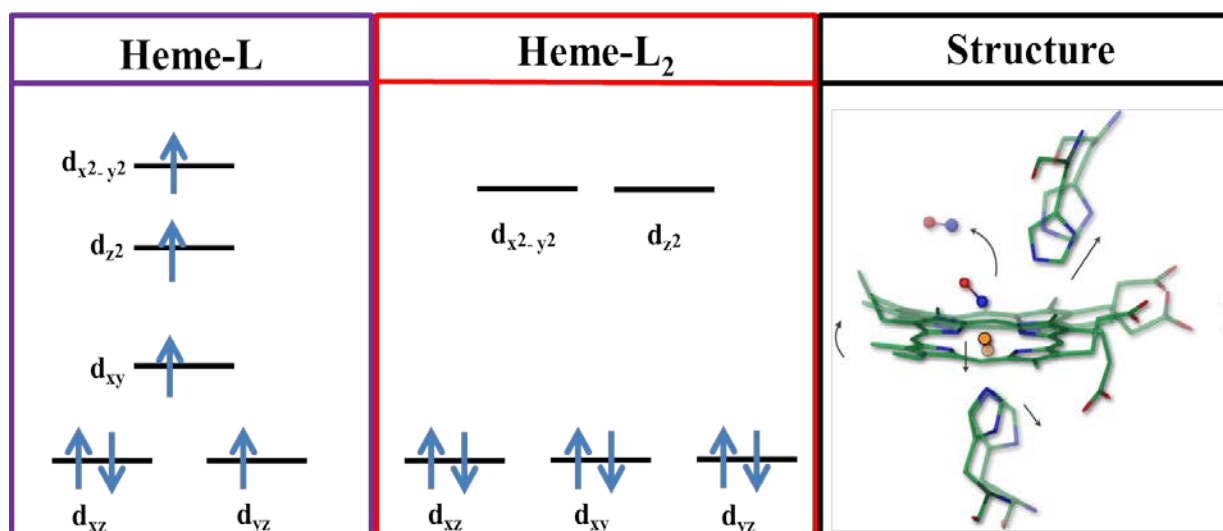 Heme-L
Heme-L₂
Structure
dx²- y²
dz²
dxy
dxz
dyz
dx²- y²
dz²
dxz
dxy
dyz